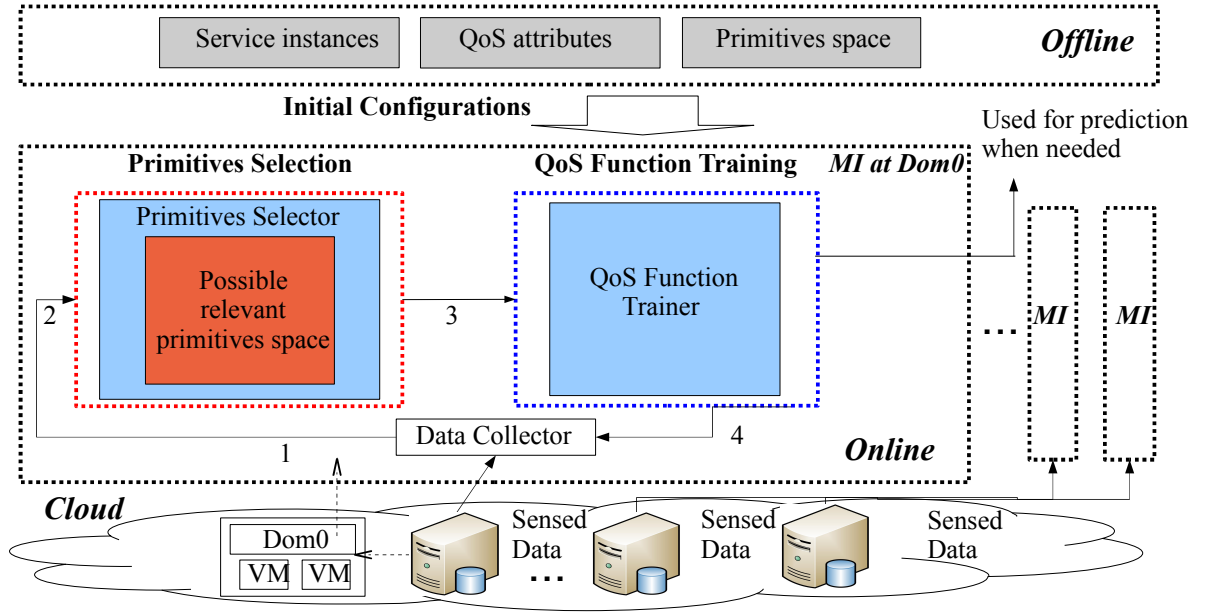 Service instances
QoS attributes
Primitives space
Offline
Initial Configurations
Used for prediction
when needed
Primitives Selection
QoS Function Training
MI at Dom0
Primitives Selector
Possible
relevant
primitives space
QoS Function
Trainer
2
3
...
MI
MI
1
Data Collector
4
Online
Cloud
Dom0
VM
VM
Sensed
Data
...
Sensed
Data
Sensed
Data